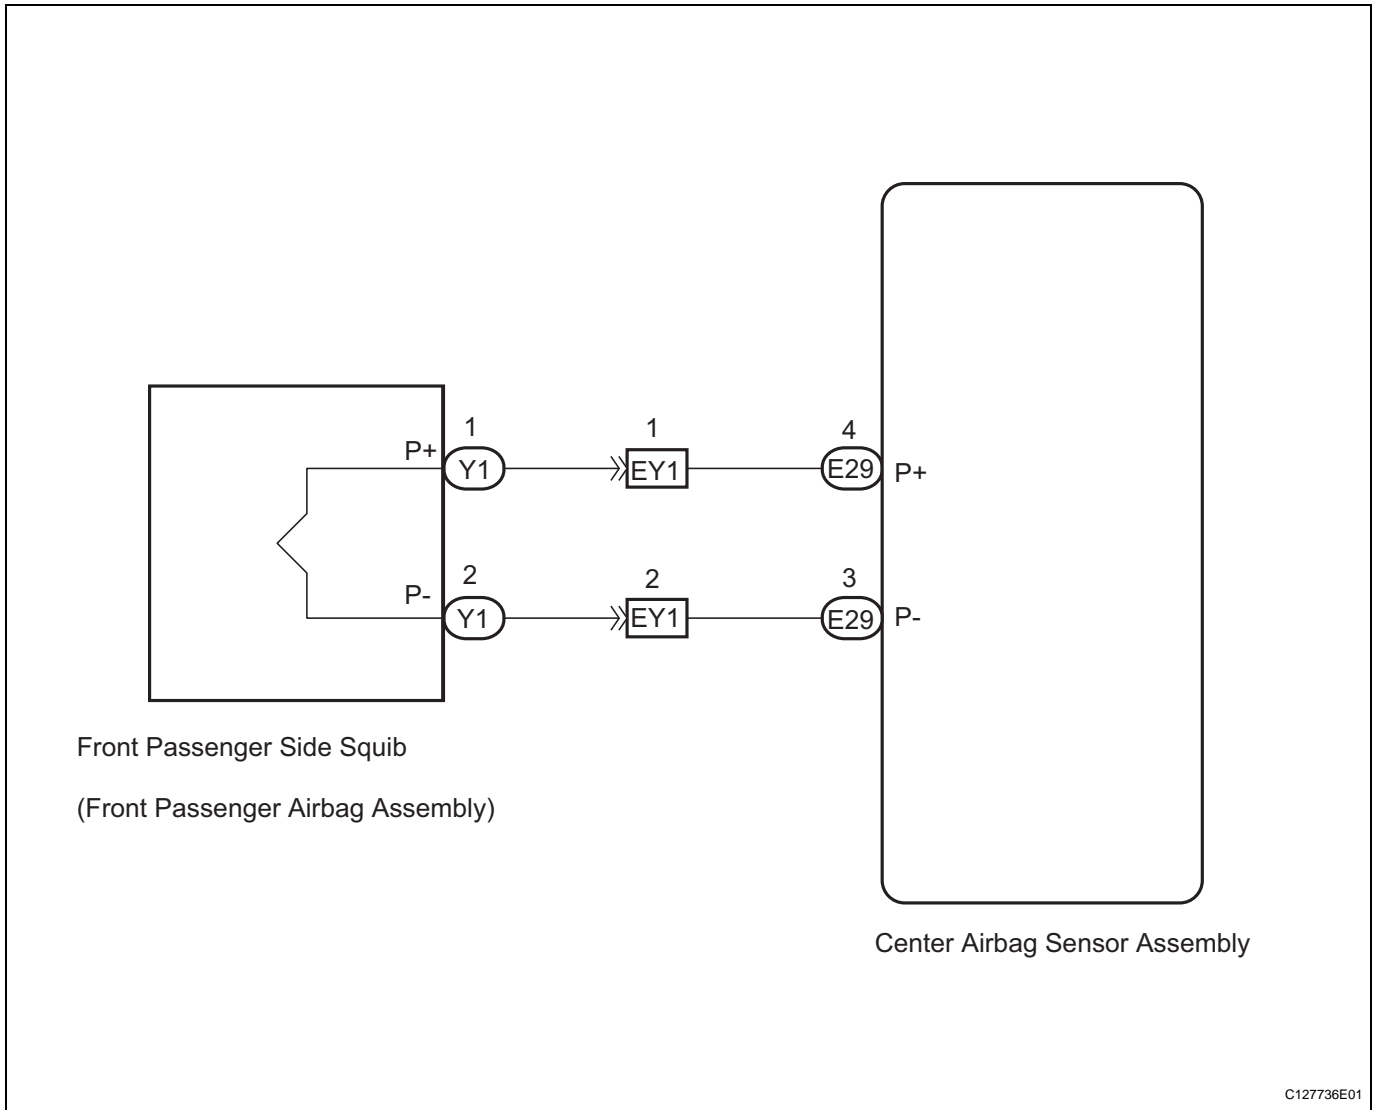 1
1
4
P+
Y1
EY1
E29
P+
2
2
3
P-
Y1
EY1
E29
P-
Front Passenger Side Squib
(Front Passenger Airbag Assembly)
Center Airbag Sensor Assembly
C127736E01